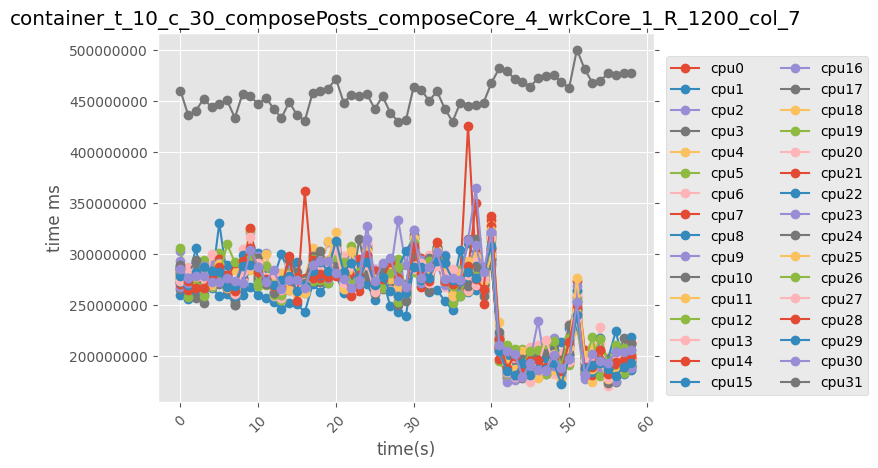 container_t_10_c_30_composePosts_composeCore_4_wrkCore_1_R_1200_col_7
500000000
450000000
400000000
350000000
300000000
250000000
200000000
time ms
0
10
20
30
40
50
60
time(s)
cpu0
cpu1
cpu2
cpu3
cpu4
cpu5
cpu6
cpu7
cpu8
cpu9
cpu10
cpu11
cpu12
cpu13
cpu14
cpu15
cpu16
cpu17
cpu18
cpu19
cpu20
cpu21
cpu22
cpu23
cpu24
cpu25
cpu26
cpu27
cpu28
cpu29
cpu30
cpu31